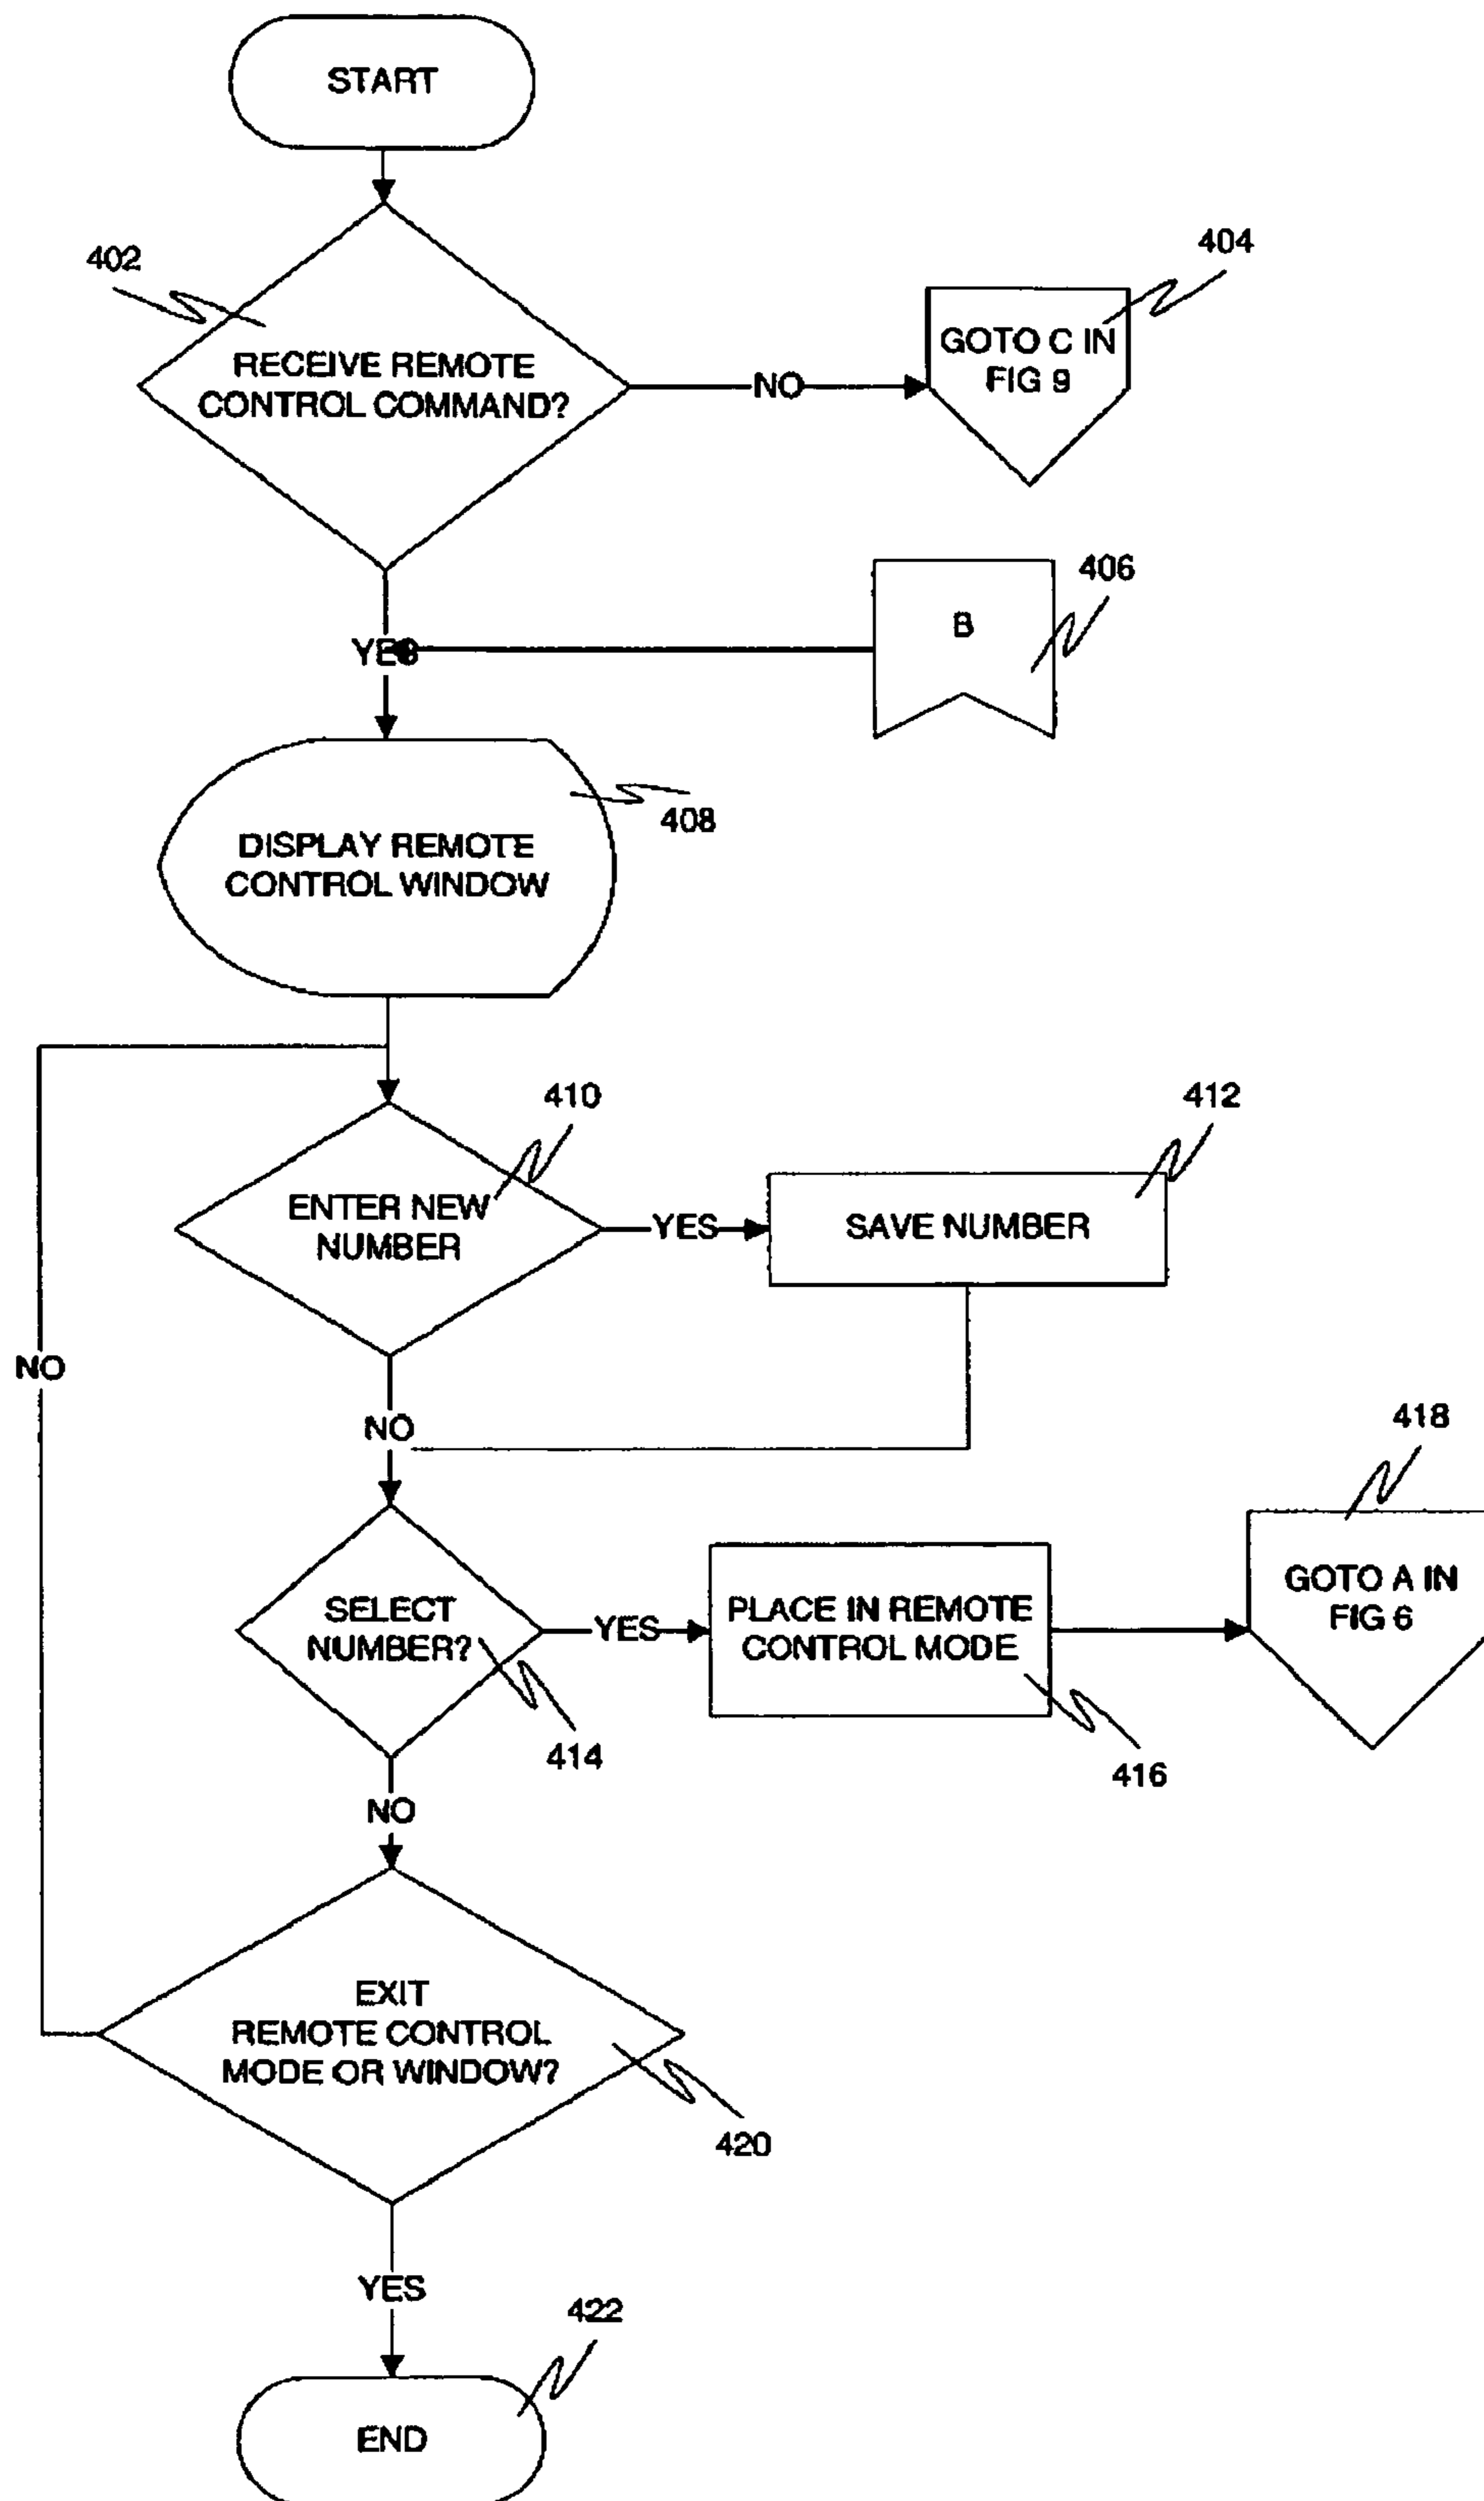 START
402
404
RECEIVE REMOTE
CONTROL COMMAND?
NO
GOTO C IN
FIG 9
406
B
YES
408
DISPLAY REMOTE
CONTROL WINDOW
410
412
ENTER NEW
NUMBER
YES
SAVE NUMBER
NO
NO
418
SELECT
NUMBER?
YES
PLACE IN REMOTE
CONTROL MODE
GOTO A IN
FIG 6
414
416
NO
EXIT
REMOTE CONTROL
MODE OR WINDOW?
420
YES
422
END